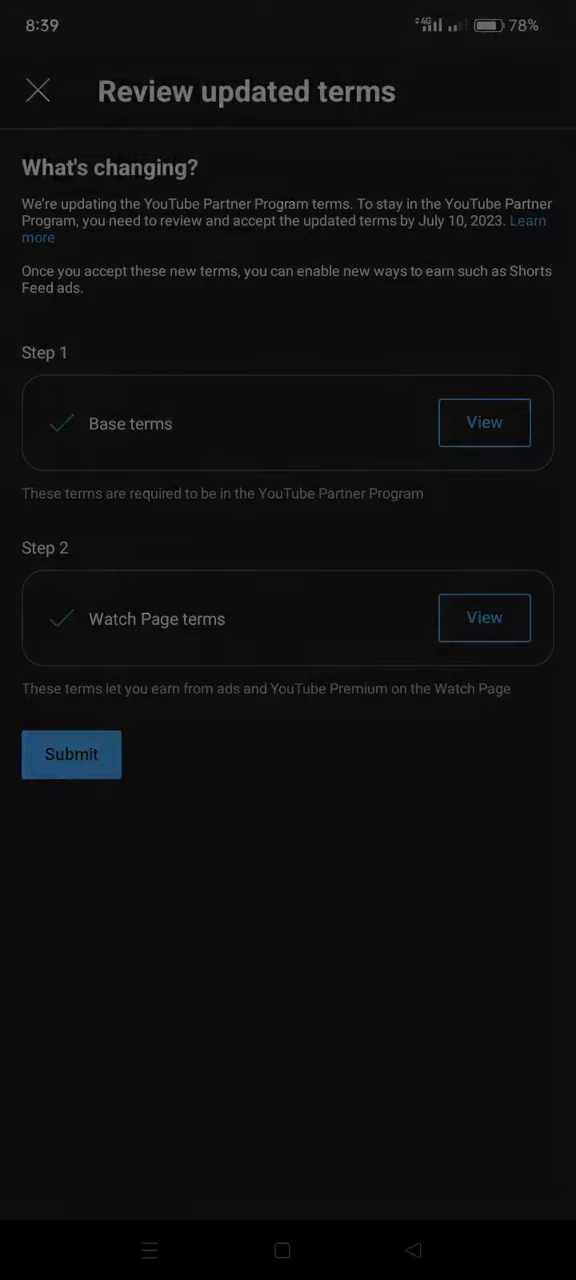 8:39
4G
78%
Review updated terms
What's changing?
We're updating the YouTube Partner Program terms. To stay in the YouTube Partner
Program, you need to review and accept the updated terms by July 10, 2023. Learn
more
Once you accept these new terms, you can enable new ways to earn such as Shorts
Feed ads.
Step 1
Base terms
View
These terms are required to be in the YouTube Partner Program
Step 2
Watch Page terms
View
These terms let you earn from ads and YouTube Premium on the Watch Page
Submit